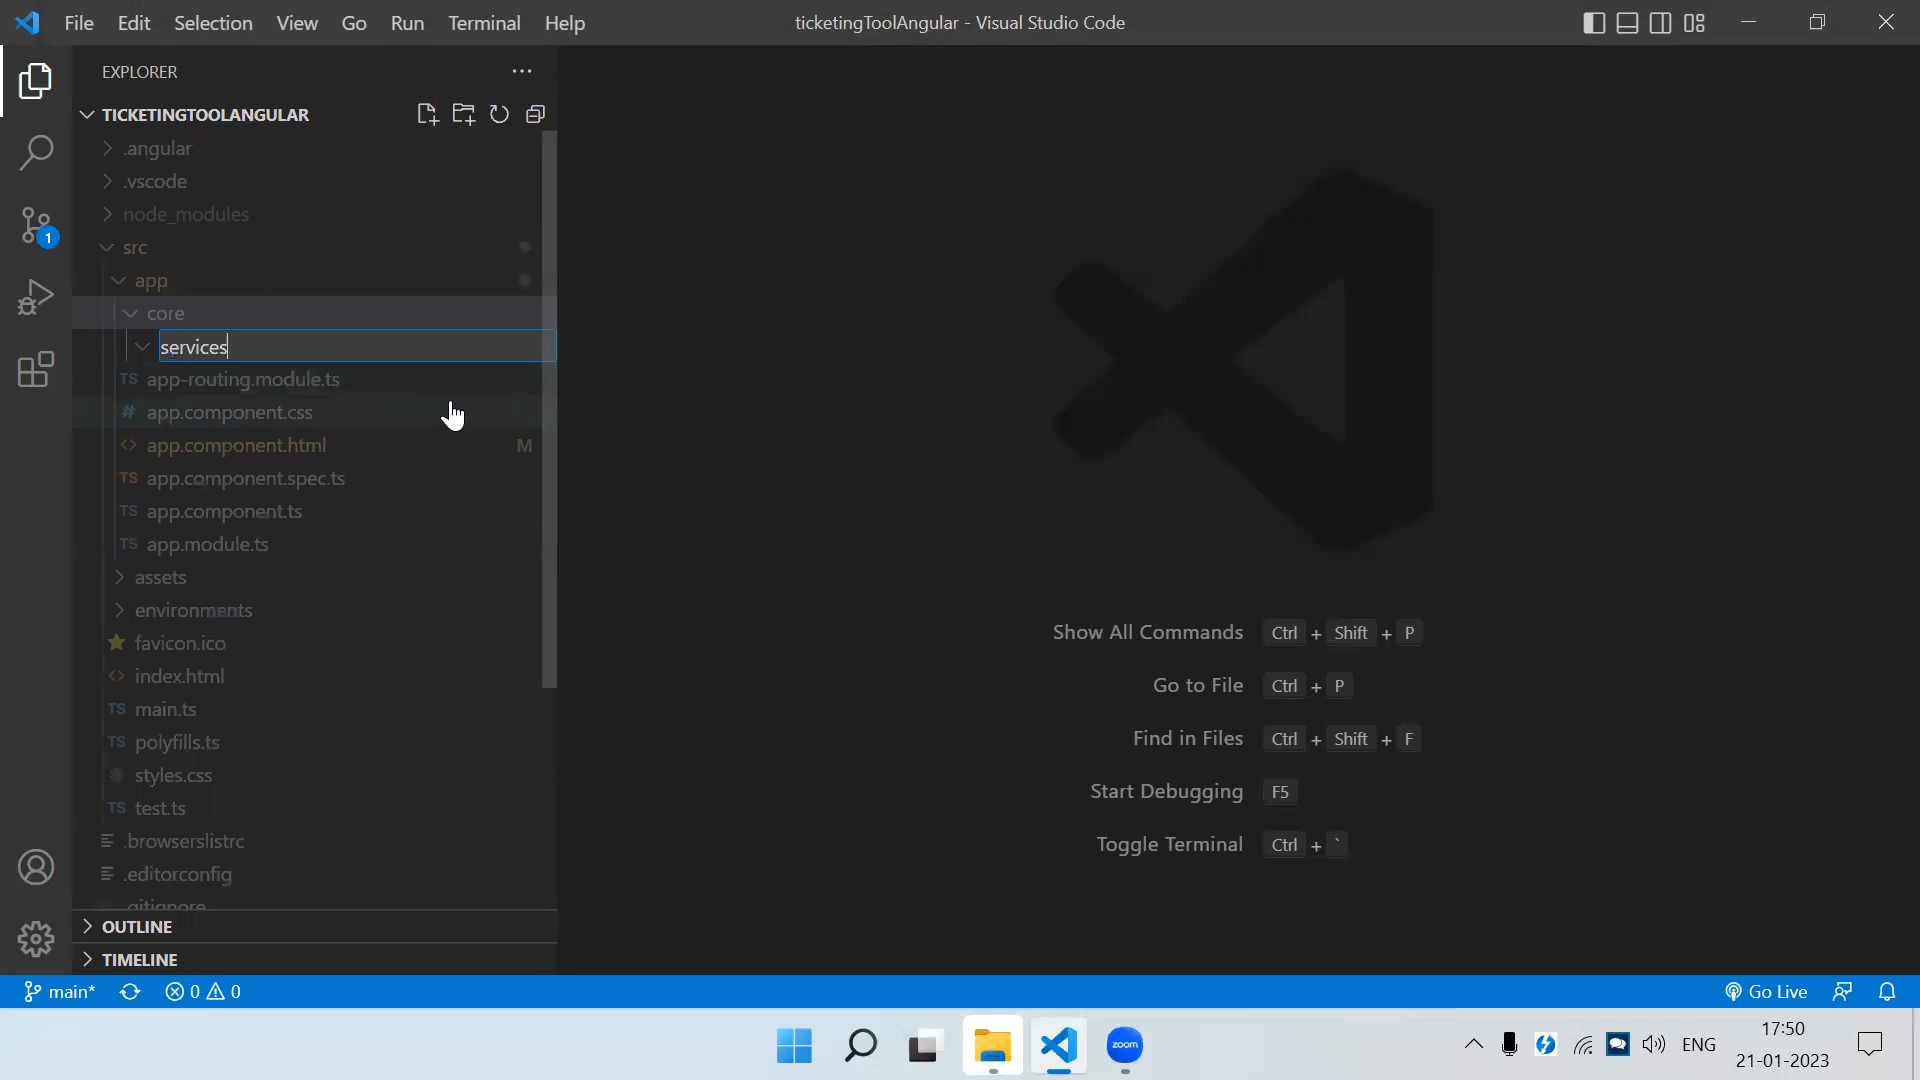 File Edit Selection View Go Run Terminal Help
ticketingToolAngular - Visual Studio Code
EXPLORER
TICKETINGTOOLANGULAR
.angular
.vscode
node_modules
src
app
core
services
TS app-routing.module.ts
# app.component.css
<> app.component.html M
TS app.component.spec.ts
TS app.component.ts
TS app.module.ts
assets
environments
favicon.ico
<> index.html
TS main.ts
TS polyfills.ts
styles.css
TS test.ts
.browserslistrc
.editorconfig
.gitignore
OUTLINE
TIMELINE
1
Show All Commands Ctrl + Shift + P
Go to File Ctrl + P
Find in Files Ctrl + Shift + F
Start Debugging F5
Toggle Terminal Ctrl + `
main* 0 0
Go Live
zoom
ENG
17:50
21-01-2023